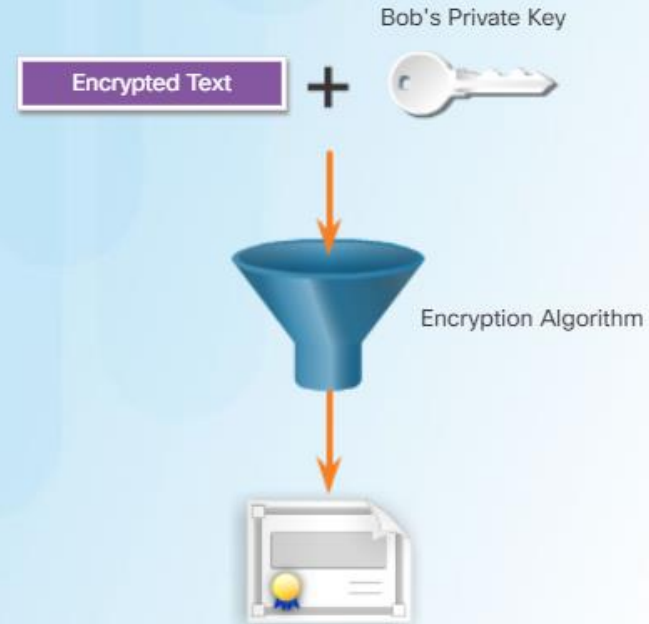 Bob's Private Key
Encrypted Text
+
Encryption Algorithm